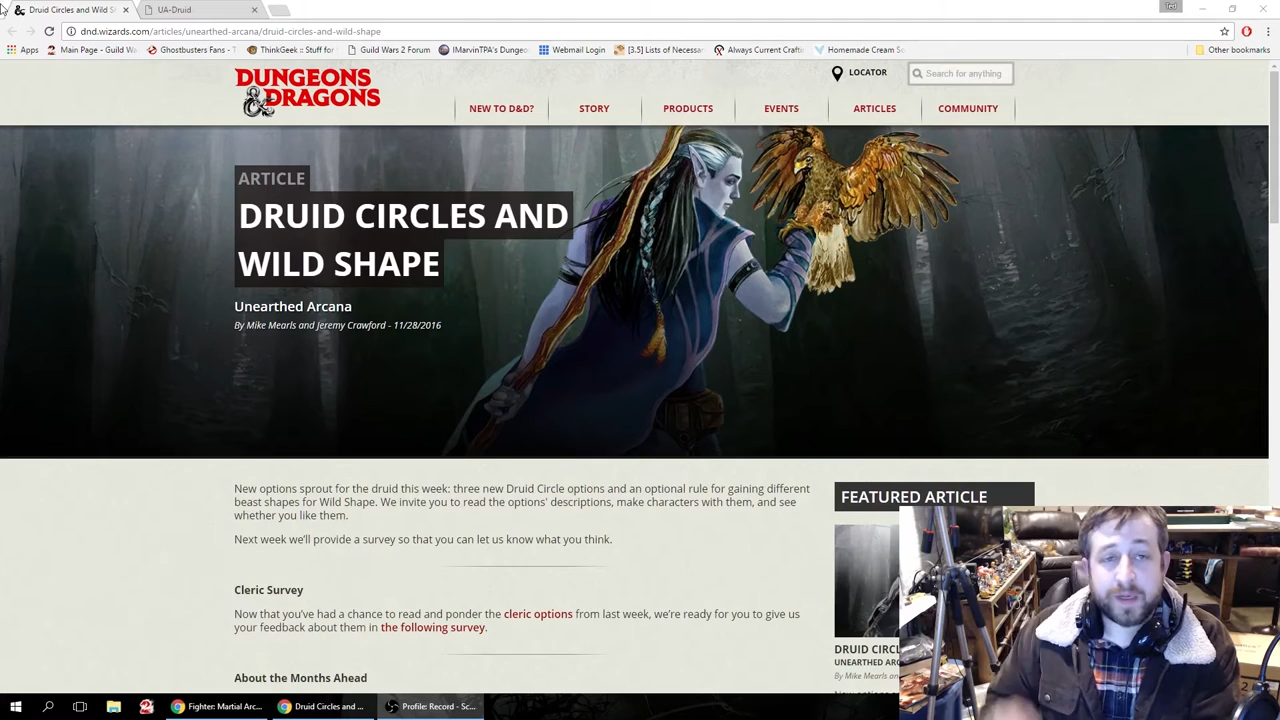 Druid Circles and Wild S
UA-Druid
Ted
dnd.wizards.com/articles/unearthed-arcana/druid-circles-and-wild-shape
Apps
Main Page - Guild Wa
Ghostbusters Fans - T
ThinkGeek :: Stuff for
Guild Wars 2 Forum
IMarvinTPA's Dungeo
Webmail Login
[3.5] Lists of Necessar
Always Current Crafti
Homemade Cream So
Other bookmarks
DUNGEONS
& DRAGONS
LOCATOR
Search for anything
NEW TO D&D?
STORY
PRODUCTS
EVENTS
ARTICLES
COMMUNITY
ARTICLE
DRUID CIRCLES AND
WILD SHAPE
Unearthed Arcana
By Mike Mearls and Jeremy Crawford - 11/28/2016
New options sprout for the druid this week: three new Druid Circle options and an optional rule for gaining different
beast shapes for Wild Shape. We invite you to read the options' descriptions, make characters with them, and see
whether you like them.
Next week we'll provide a survey so that you can let us know what you think.
Cleric Survey
Now that you've had a chance to read and ponder the cleric options from last week, we're ready for you to give us
your feedback about them in the following survey.
About the Months Ahead
FEATURED ARTICLE
DRUID CIRCL
UNEARTHED ARC
By Mike Mearls an
Fighter: Martial Arc...
Druid Circles and ...
Profile: Record - Sc...